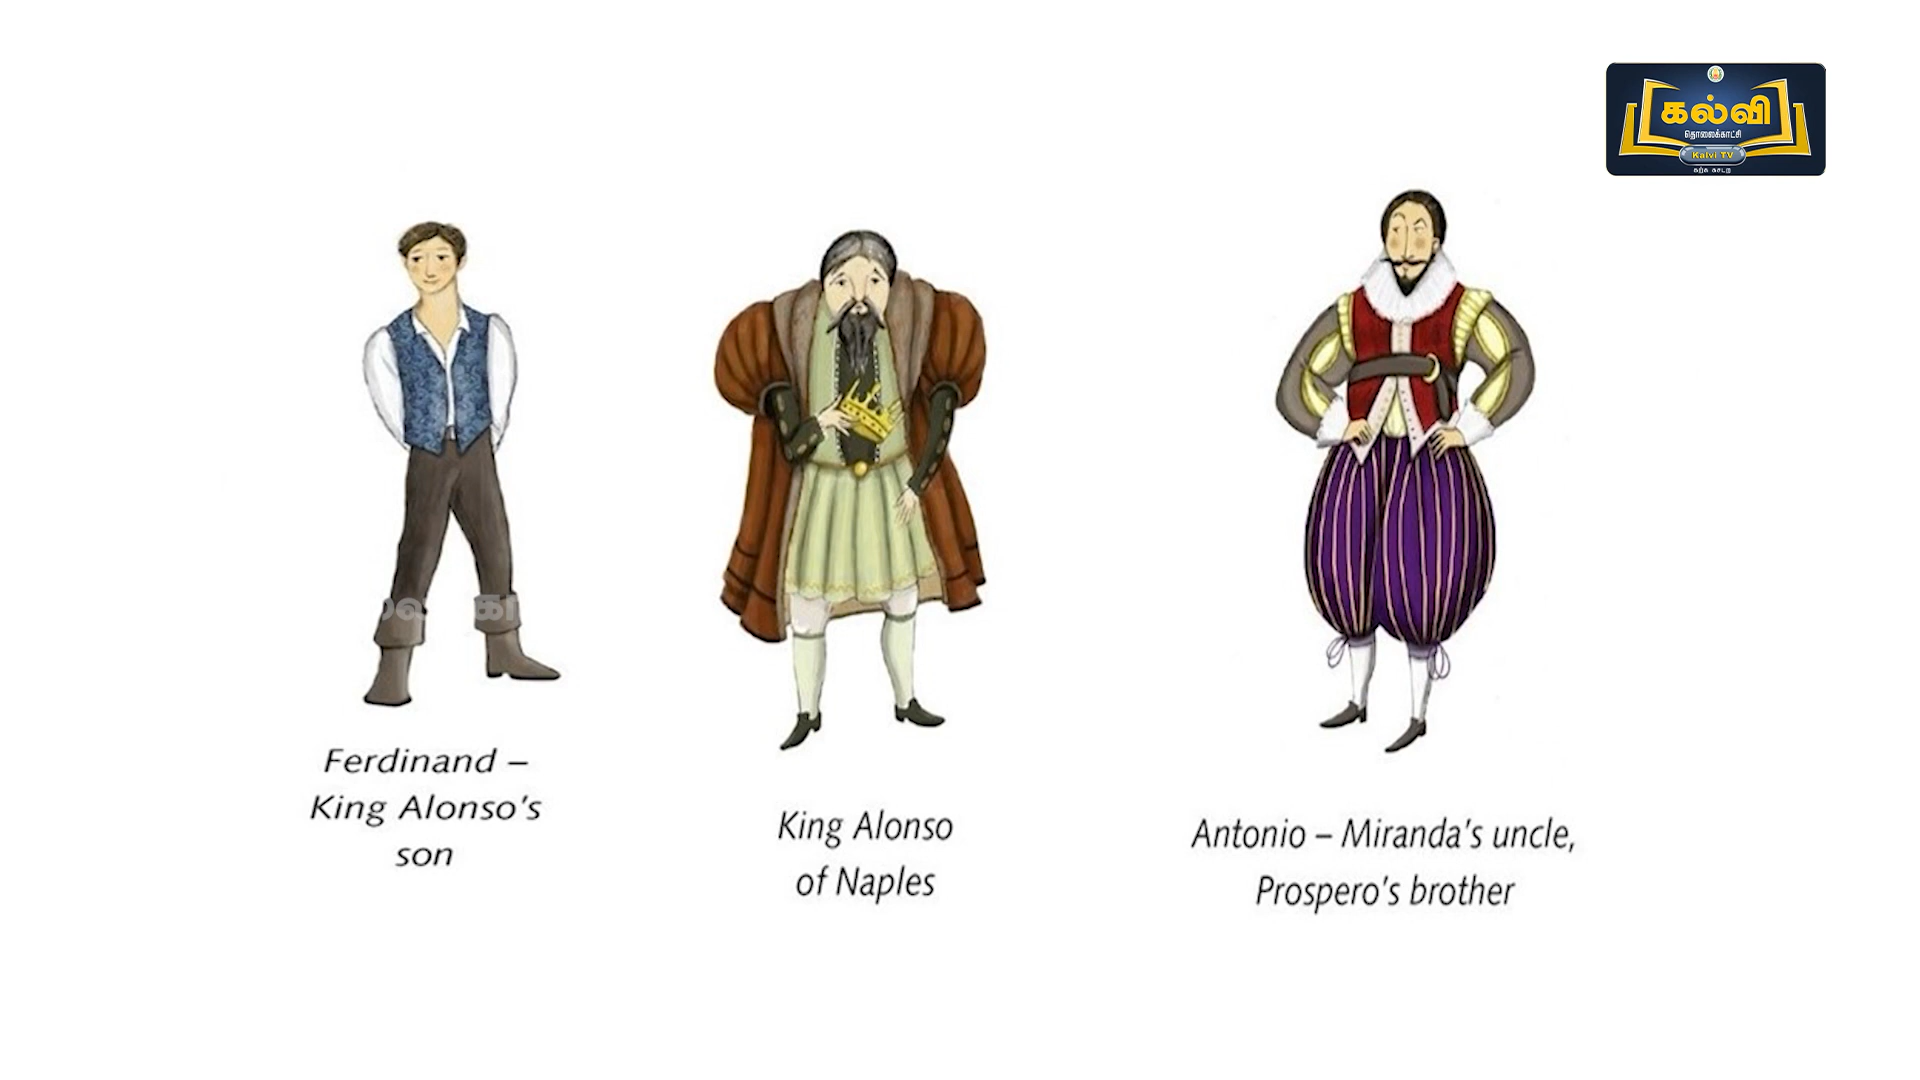 கல்வி
தொலைக்காட்சி
Kalvi TV
கற்க கசடற
Ferdinand –
King Alonso's
son
King Alonso
of Naples
Antonio – Miranda's uncle,
Prospero's brother